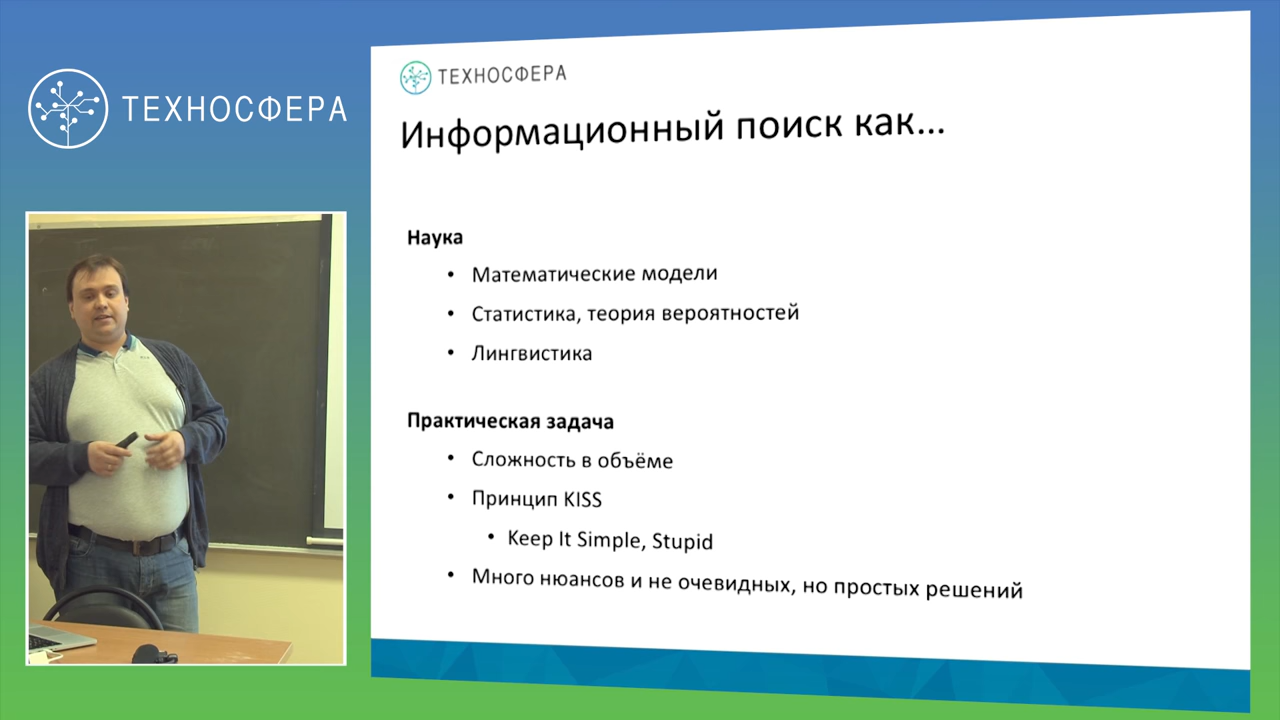 ТЕХНОСФЕРА
ТЕХНОСФЕРА
Информационный поиск как...
Наука
• Математические модели
• Статистика, теория вероятностей
• Лингвистика
Практическая задача
• Сложность в объёме
• Принцип KISS
• Keep It Simple, Stupid
• Много нюансов и не очевидных, но простых решений